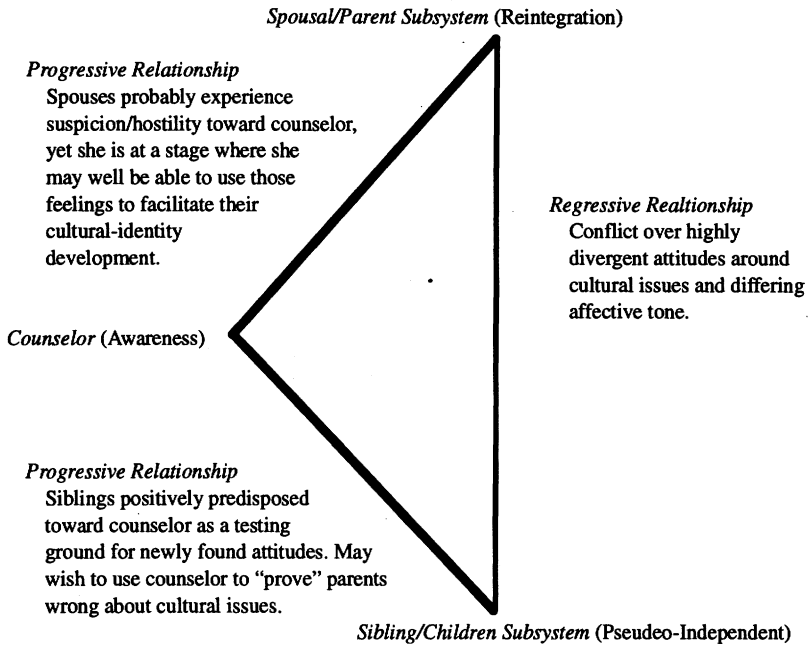 Spousal/Parent Subsystem (Reintegration)
Progressive Relationship
Spouses probably experience
suspicion/hostility toward counselor,
yet she is at a stage where she
may well be able to use those
feelings to facilitate their
cultural-identity
development.
Regressive Realtionship
Conflict over highly
divergent attitudes around
cultural issues and differing
affective tone.
Counselor (Awareness)
Progressive Relationship
Siblings positively predisposed
toward counselor as a testing
ground for newly found attitudes. May
wish to use counselor to “prove” parents
wrong about cultural issues.
Sibling/Children Subsystem (Pseudeo-Independent)